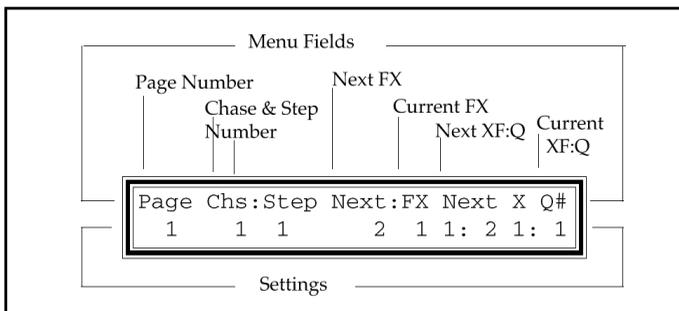 Menu Fields
Page Number
Next FX
Chase & Step
Number
Current FX
Next XF:Q
Current
XF:Q
Page Chs:Step Next:FX Next X Q#
1 1 1 2 1 1: 2 1: 1
Settings